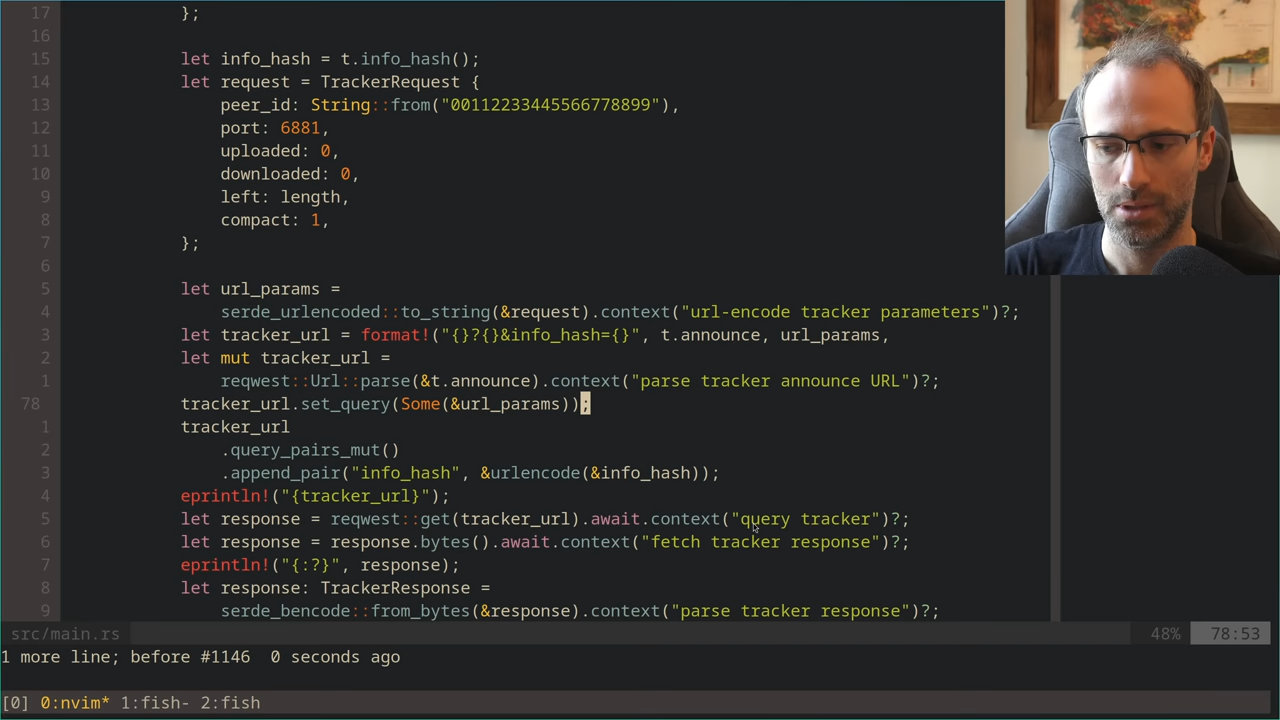 17 };
16
15 let info_hash = t.info_hash();
14 let request = TrackerRequest {
13 peer_id: String::from("00112233445566778899"),
12 port: 6881,
11 uploaded: 0,
10 downloaded: 0,
9 left: length,
8 compact: 1,
7 };
6
5 let url_params =
4 serde_urlencoded::to_string(&request).context("url-encode tracker parameters")?;
3 let tracker_url = format!("{}?{}&info_hash={}", t.announce, url_params,
2 let mut tracker_url =
1 reqwest::Url::parse(&t.announce).context("parse tracker announce URL")?;
78 tracker_url.set_query(Some(&url_params));
1 tracker_url
2 .query_pairs_mut()
3 .append_pair("info_hash", &urlencode(&info_hash));
4 eprintln!("{tracker_url}");
5 let response = reqwest::get(tracker_url).await.context("query tracker")?;
6 let response = response.bytes().await.context("fetch tracker response")?;
7 eprintln!("{:?}", response);
8 let response: TrackerResponse =
9 serde_bencode::from_bytes(&response).context("parse tracker response")?;
src/main.rs 48% 78:53
1 more line; before #1146 0 seconds ago
[0] 0:nvim* 1:fish- 2:fish